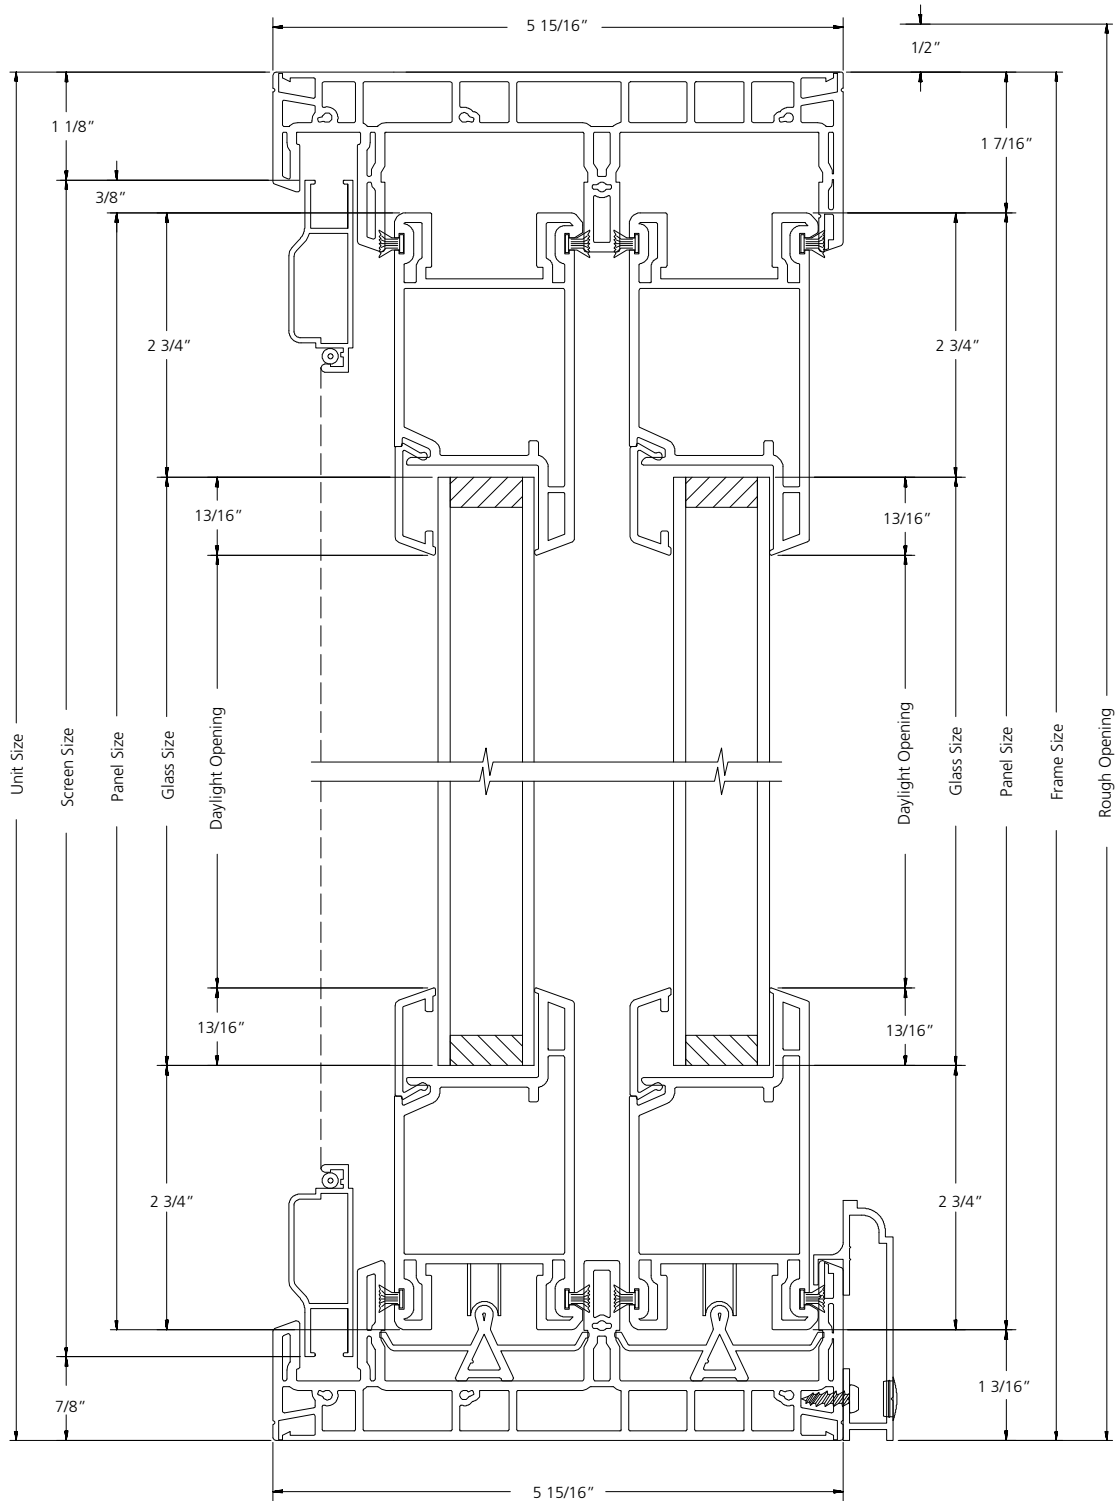 5 15/16"
1/2"
1 1/8"
1 7/16"
3/8"
2 3/4"
2 3/4"
13/16"
13/16"
Unit Size
Screen Size
Panel Size
Glass Size
Daylight Opening
Daylight Opening
Glass Size
Panel Size
Frame Size
Rough Opening
13/16"
13/16"
2 3/4"
2 3/4"
7/8"
1 3/16"
5 15/16"